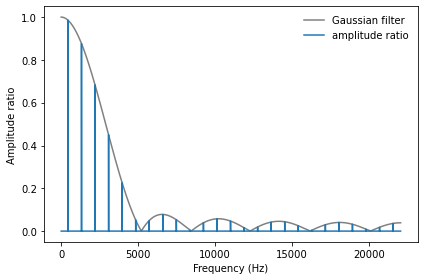 Gaussian filter
amplitude ratio
1.0
0.8
0.6
0.4
0.2
0.0
Amplitude ratio
0
5000
10000
15000
20000
Frequency (Hz)